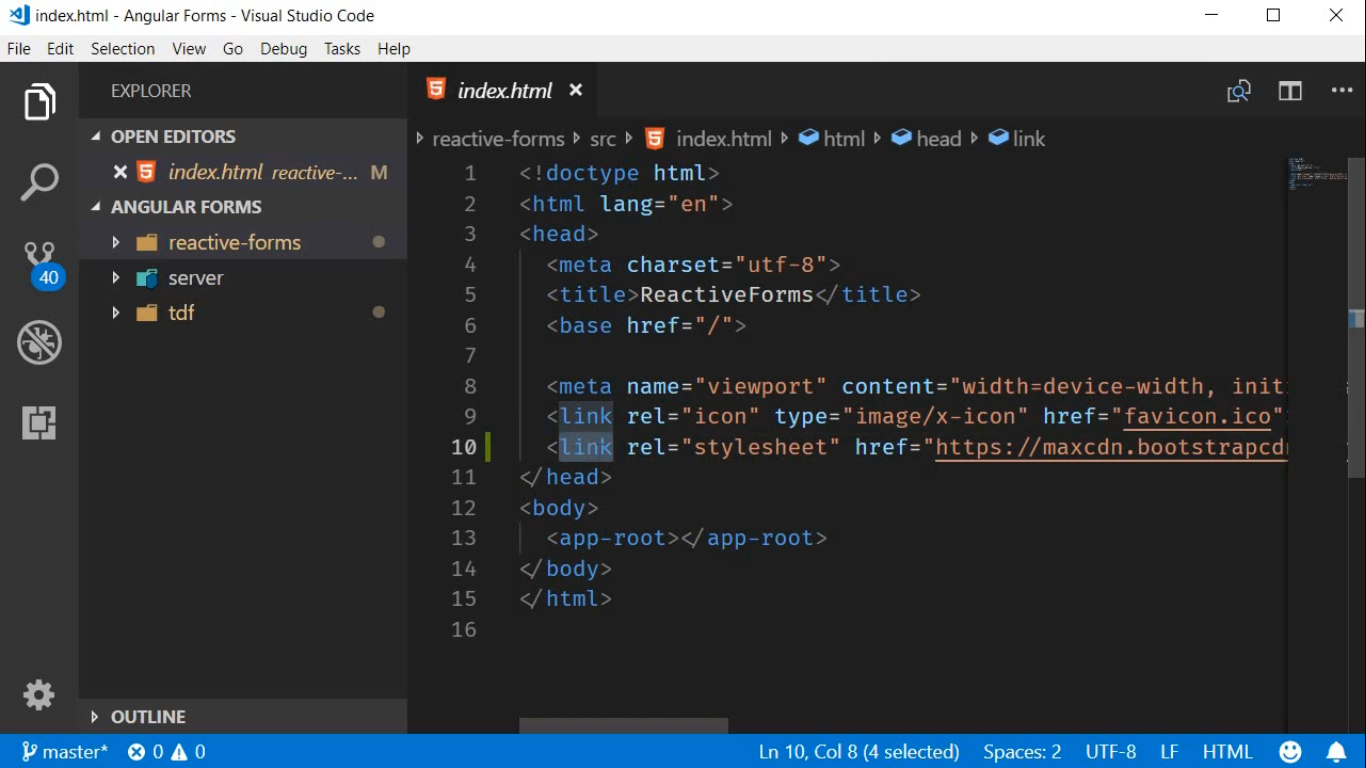 index.html - Angular Forms - Visual Studio Code
File Edit Selection View Go Debug Tasks Help
EXPLORER
OPEN EDITORS
index.html reactive-... M
ANGULAR FORMS
reactive-forms
server
tdf
40
OUTLINE
index.html
reactive-forms src index.html html head link
1 <!doctype html>
2 <html lang="en">
3 <head>
4 <meta charset="utf-8">
5 <title>ReactiveForms</title>
6 <base href="/">
7
8 <meta name="viewport" content="width=device-width, initi
9 <link rel="icon" type="image/x-icon" href="favicon.ico"
10 <link rel="stylesheet" href="https://maxcdn.bootstrapcd
11 </head>
12 <body>
13 <app-root></app-root>
14 </body>
15 </html>
16
master* 0 0 Ln 10, Col 8 (4 selected) Spaces: 2 UTF-8 LF HTML